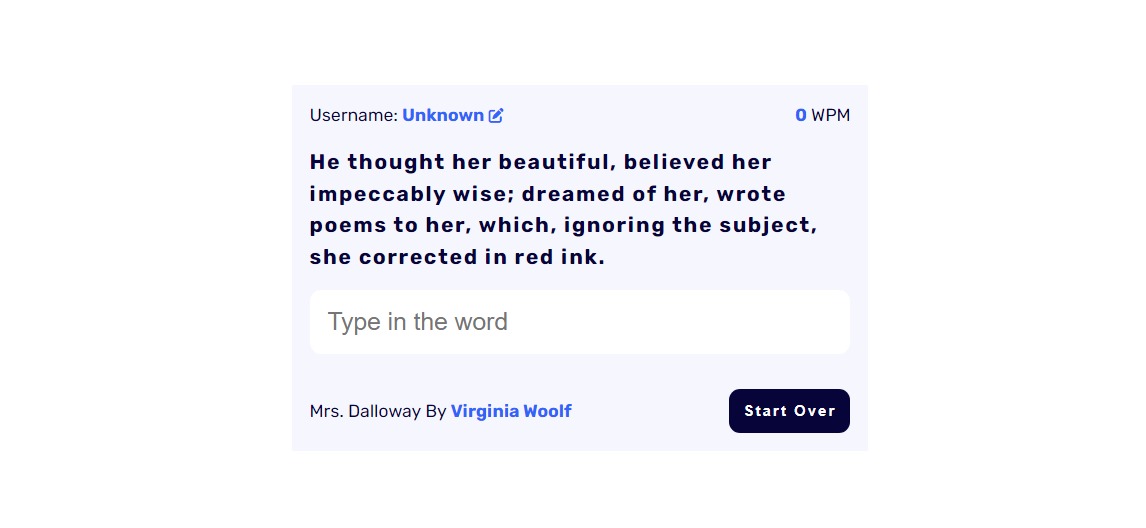 Username: Unknown
0 WPM
He thought her beautiful, believed her
impeccably wise; dreamed of her, wrote
poems to her, which, ignoring the subject,
she corrected in red ink.
Type in the word
Mrs. Dalloway By Virginia Woolf
Start Over